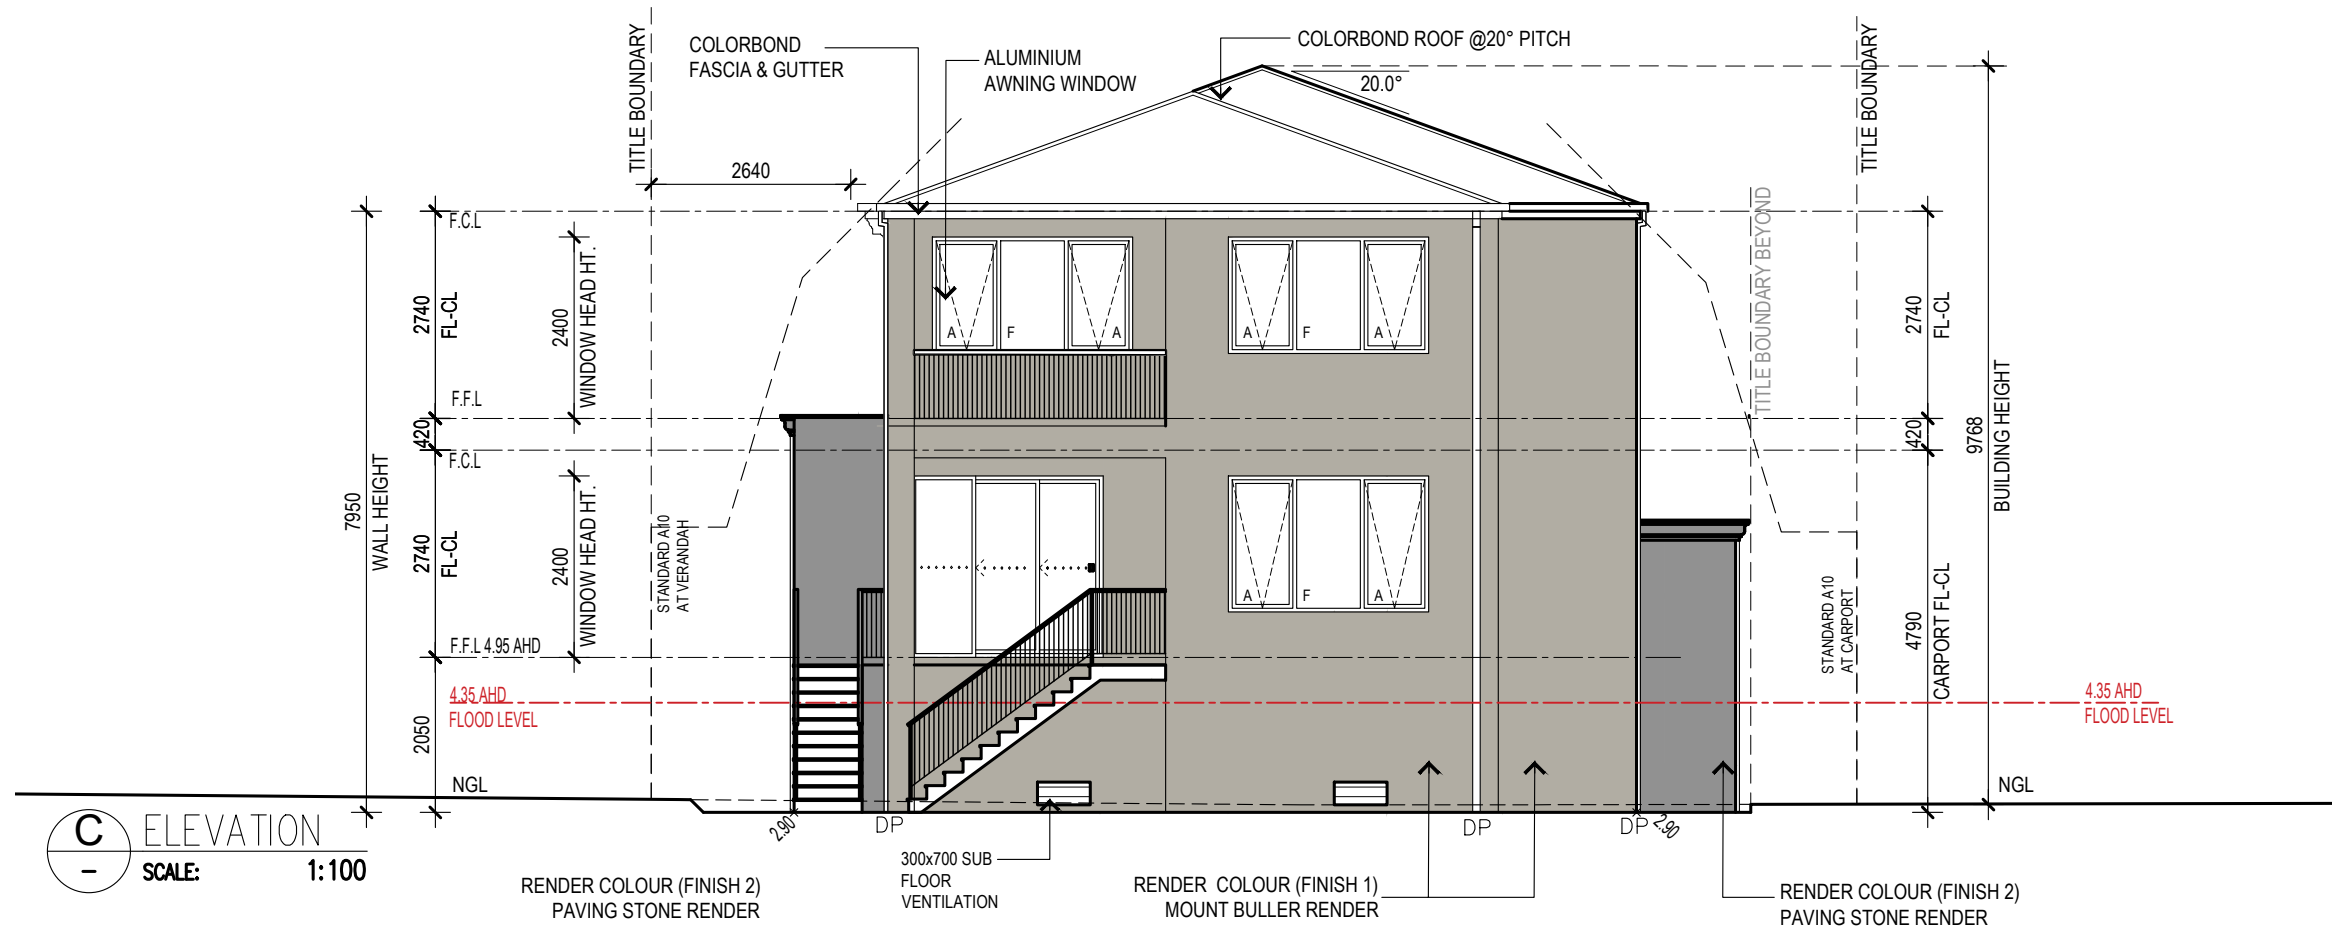 COLORBOND
FASCIA & GUTTER
ALUMINIUM
AWNING WINDOW
COLORBOND ROOF @20° PITCH
20.0°
TITLE BOUNDARY
TITLE BOUNDARY
TITLE BOUNDARY BEYOND
2640
F.C.L
2740
FL-CL
2400
WINDOW HEAD HT.
F.F.L
420
F.C.L
7950
WALL HEIGHT
2740
FL-CL
2400
WINDOW HEAD HT.
F.F.L 4.95 AHD
4.35 AHD
FLOOD LEVEL
2050
NGL
STANDARD A10
AT VERANDAH
A
F
A
A
F
A
A
F
A
2740
FL-CL
420
4790
CARPORT FL-CL
9768
BUILDING HEIGHT
STANDARD A10
AT CARPORT
4.35 AHD
FLOOD LEVEL
NGL
2.90
DP
DP
DP
2.90
C
-
ELEVATION
SCALE: 1:100
RENDER COLOUR (FINISH 2)
PAVING STONE RENDER
300x700 SUB
FLOOR
VENTILATION
RENDER COLOUR (FINISH 1)
MOUNT BULLER RENDER
RENDER COLOUR (FINISH 2)
PAVING STONE RENDER